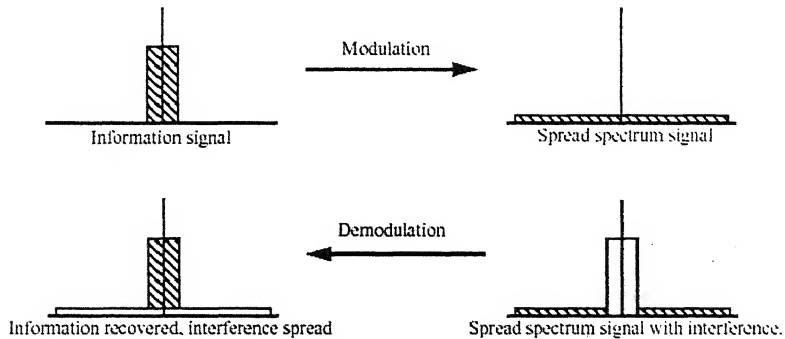 Modulation
Information signal
Spread spectrum signal
Demodulation
Information recovered, interference spread
Spread spectrum signal with interference.